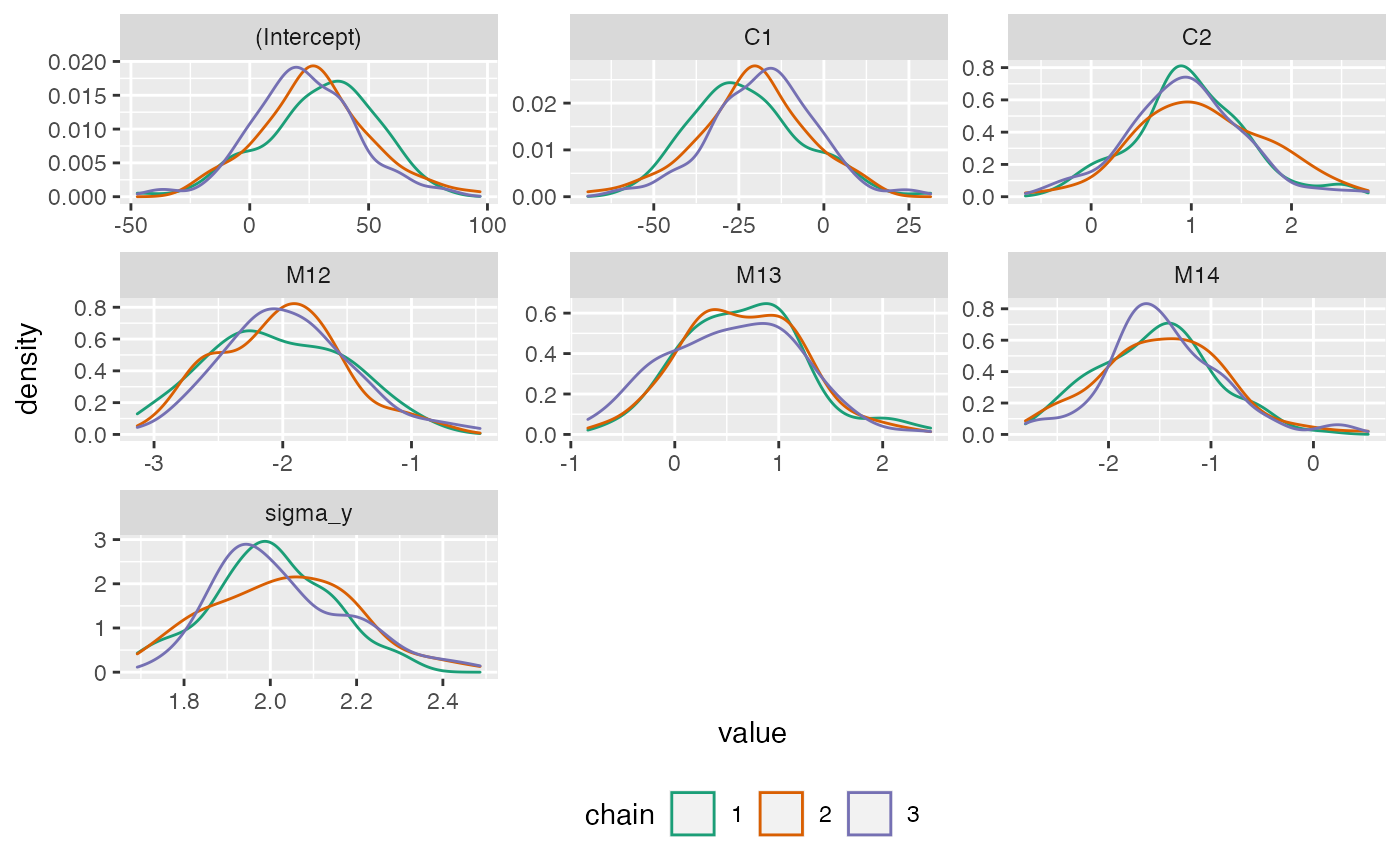 (Intercept) C1 C2
0.020 0.015 0.010 0.005 0.000
0.02 0.01 0.00
0.8 0.6 0.4 0.2 0.0
-50 0 50 100 -50 -25 0 25 0 1 2
M12 M13 M14
0.8 0.6 0.4 0.2 0.0
0.6 0.4 0.2 0.0
0.8 0.6 0.4 0.2 0.0
-3 -2 -1 -1 0 1 2 -2 -1 0
density
sigma_y
3 2 1 0
1.8 2.0 2.2 2.4
value
chain 1 2 3